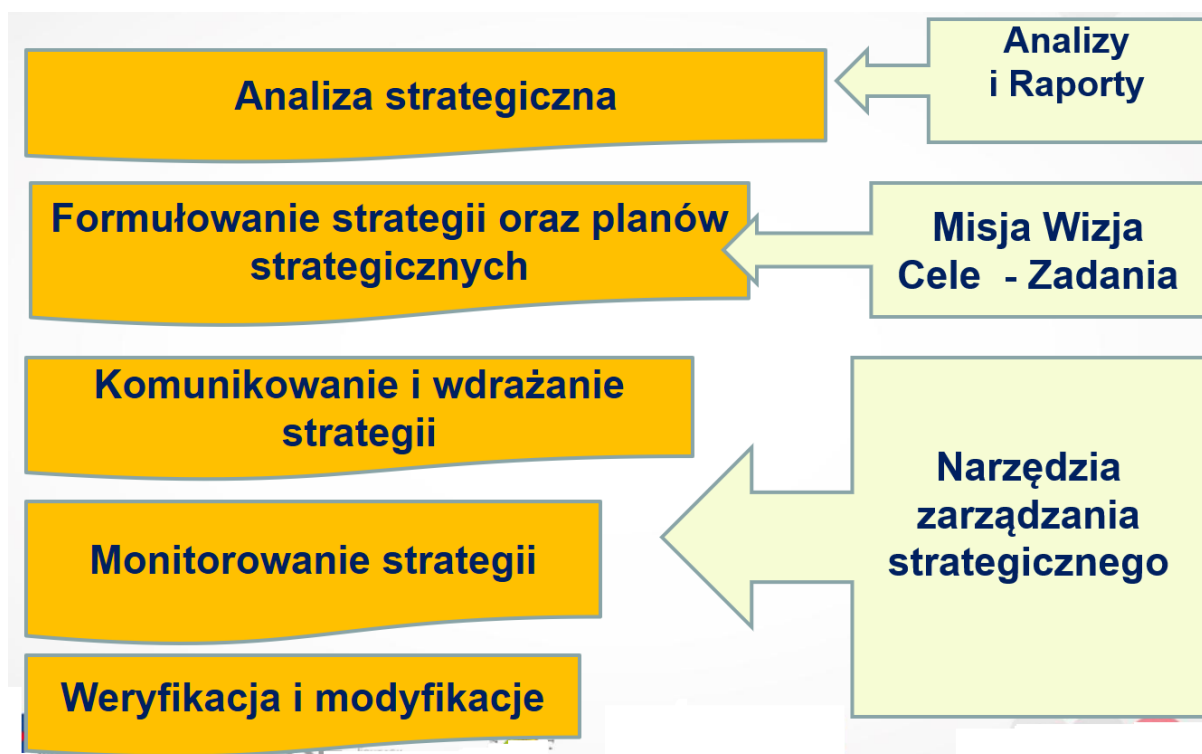 Analiza strategiczna
Analizy
i Raporty
Formułowanie strategii oraz planów
strategicznych
Misja Wizja
Cele - Zadania
Komunikowanie i wdrażanie
strategii
Monitorowanie strategii
Weryfikacja i modyfikacje
Narzędzia
zarządzania
strategicznego